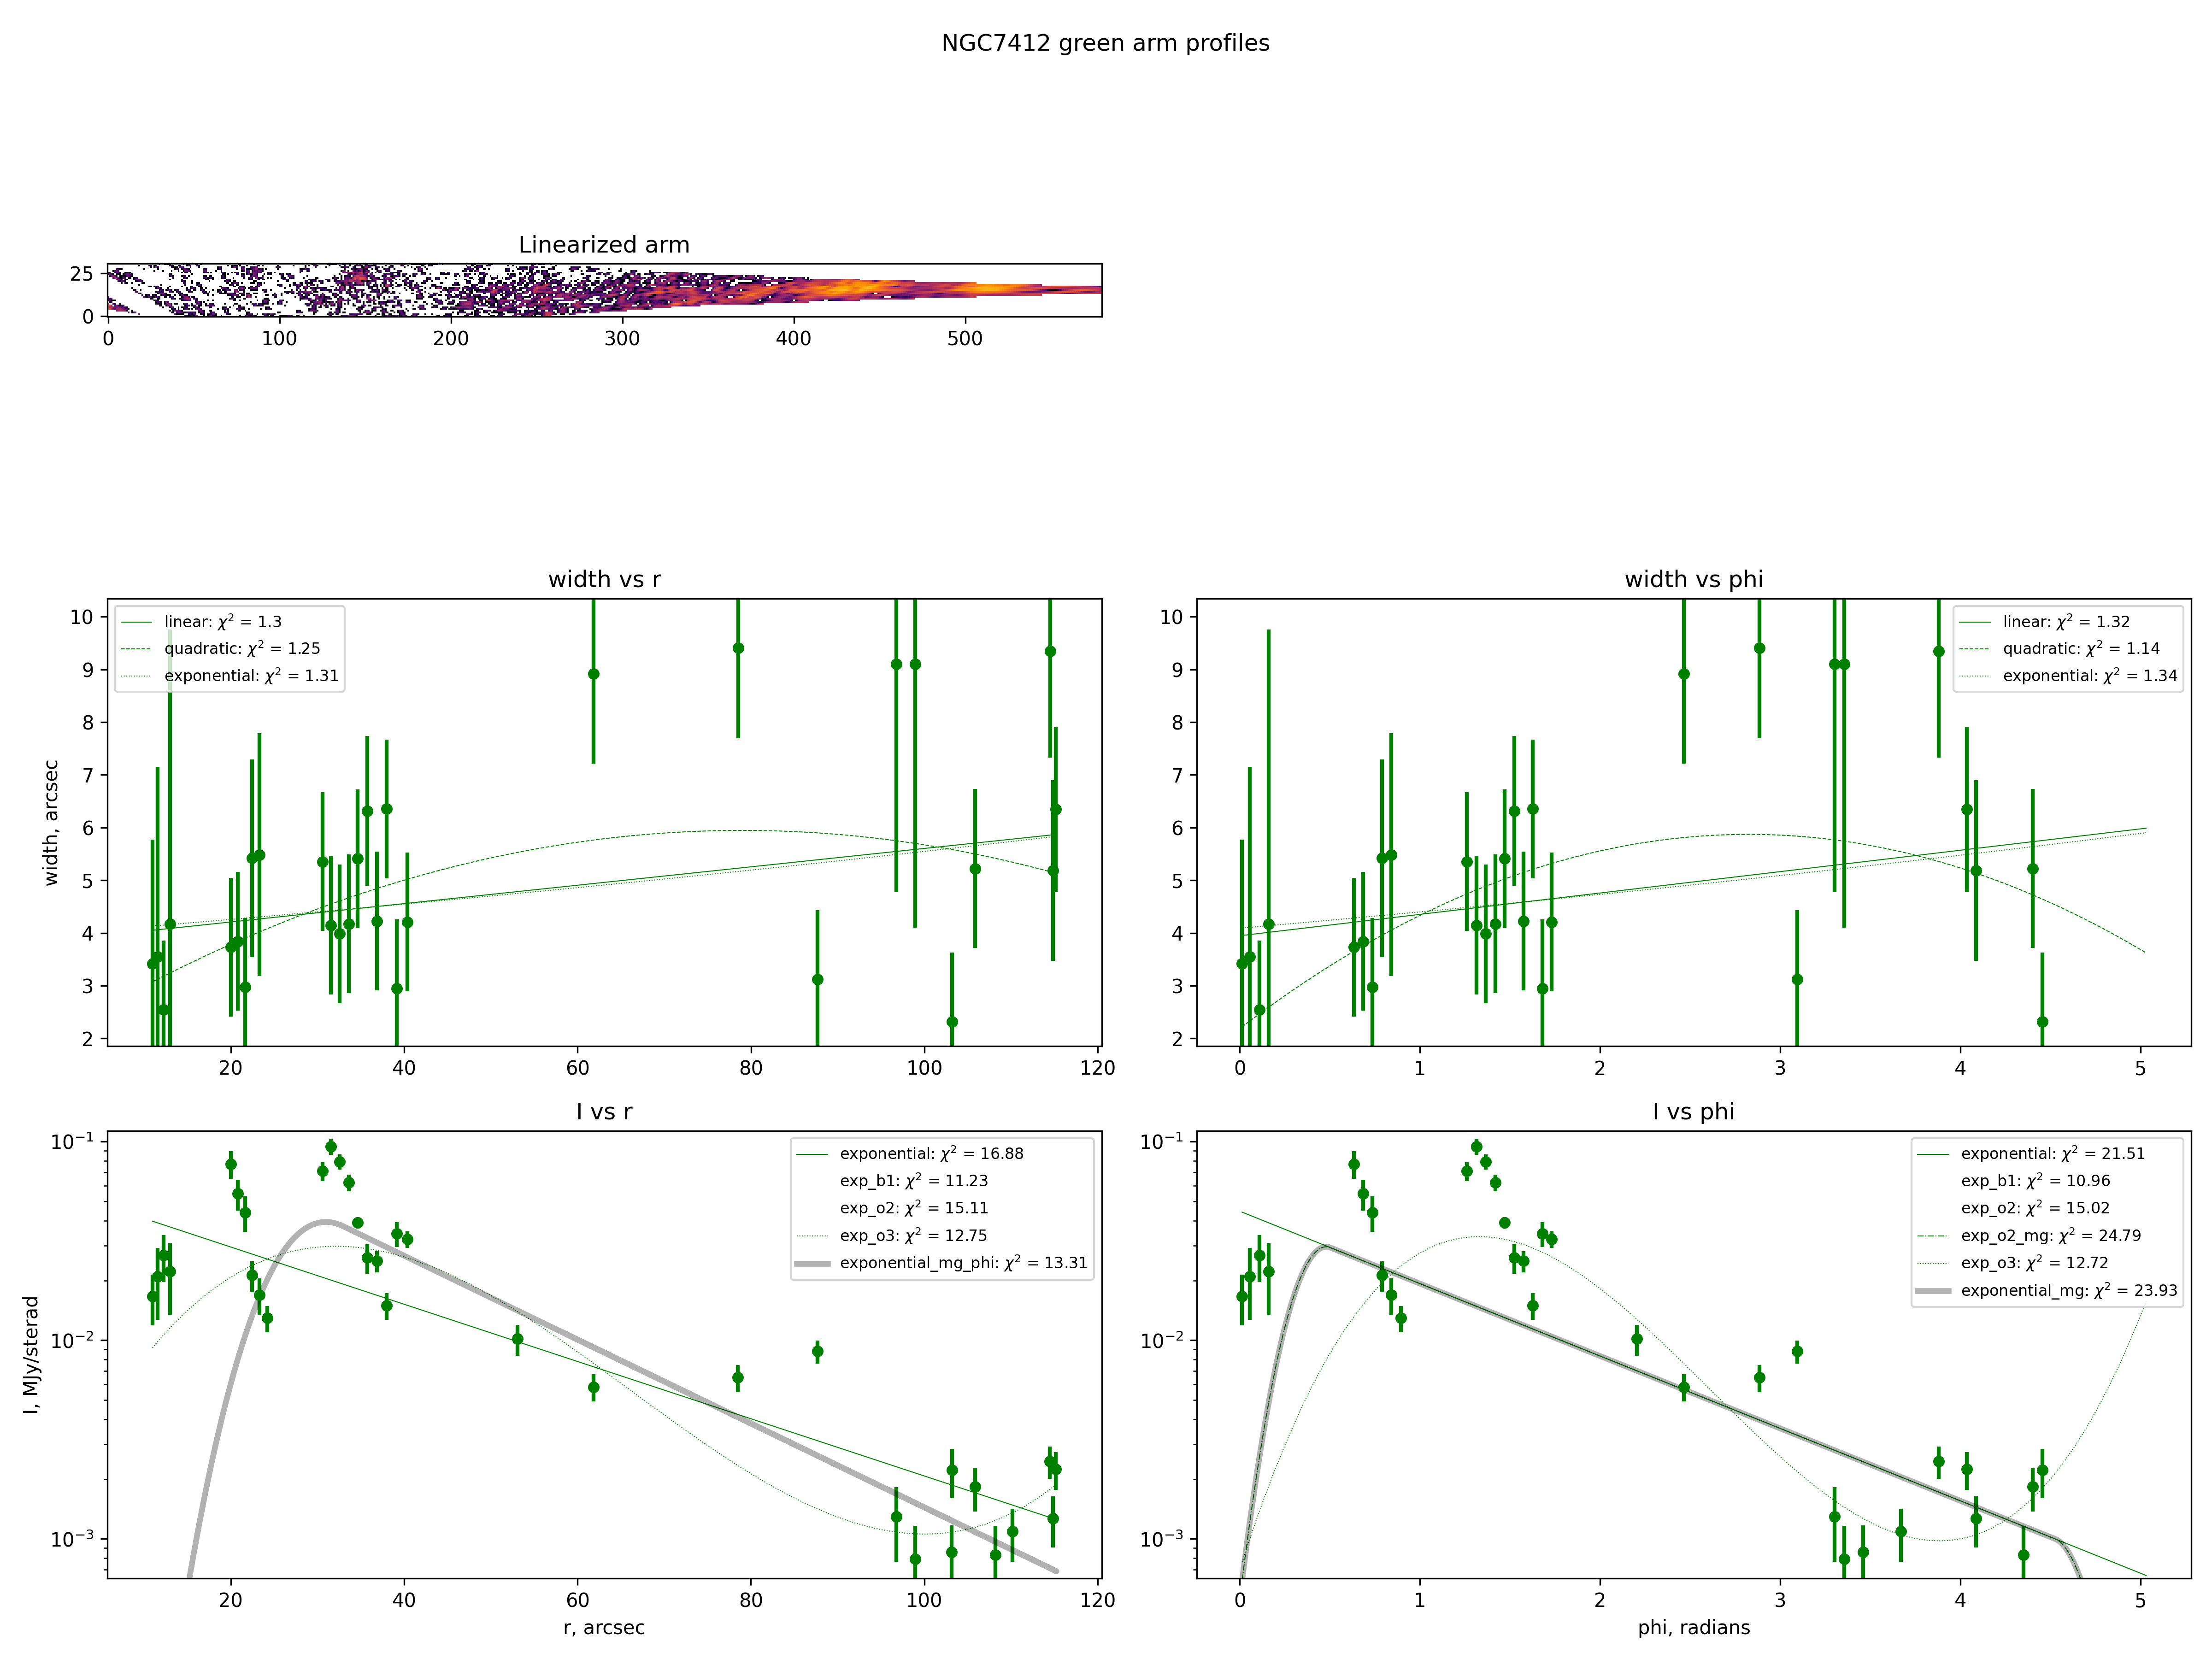 NGC7412 green arm profiles
Linearized arm
25
0
0 100 200 300 400 500
width vs r
width, arcsec
10
9
8
7
6
5
4
3
2
linear: χ² = 1.3
quadratic: χ² = 1.25
exponential: χ² = 1.31
20 40 60 80 100 120
width vs phi
10
9
8
7
6
5
4
3
2
linear: χ² = 1.32
quadratic: χ² = 1.14
exponential: χ² = 1.34
0 1 2 3 4 5
I vs r
I, MJy/sterad
10⁻¹
10⁻²
10⁻³
exponential: χ² = 16.88
exp_b1: χ² = 11.23
exp_o2: χ² = 15.11
exp_o3: χ² = 12.75
exponential_mg_phi: χ² = 13.31
20 40 60 80 100 120
r, arcsec
I vs phi
10⁻¹
10⁻²
10⁻³
exponential: χ² = 21.51
exp_b1: χ² = 10.96
exp_o2: χ² = 15.02
exp_o2_mg: χ² = 24.79
exp_o3: χ² = 12.72
exponential_mg: χ² = 23.93
0 1 2 3 4 5
phi, radians